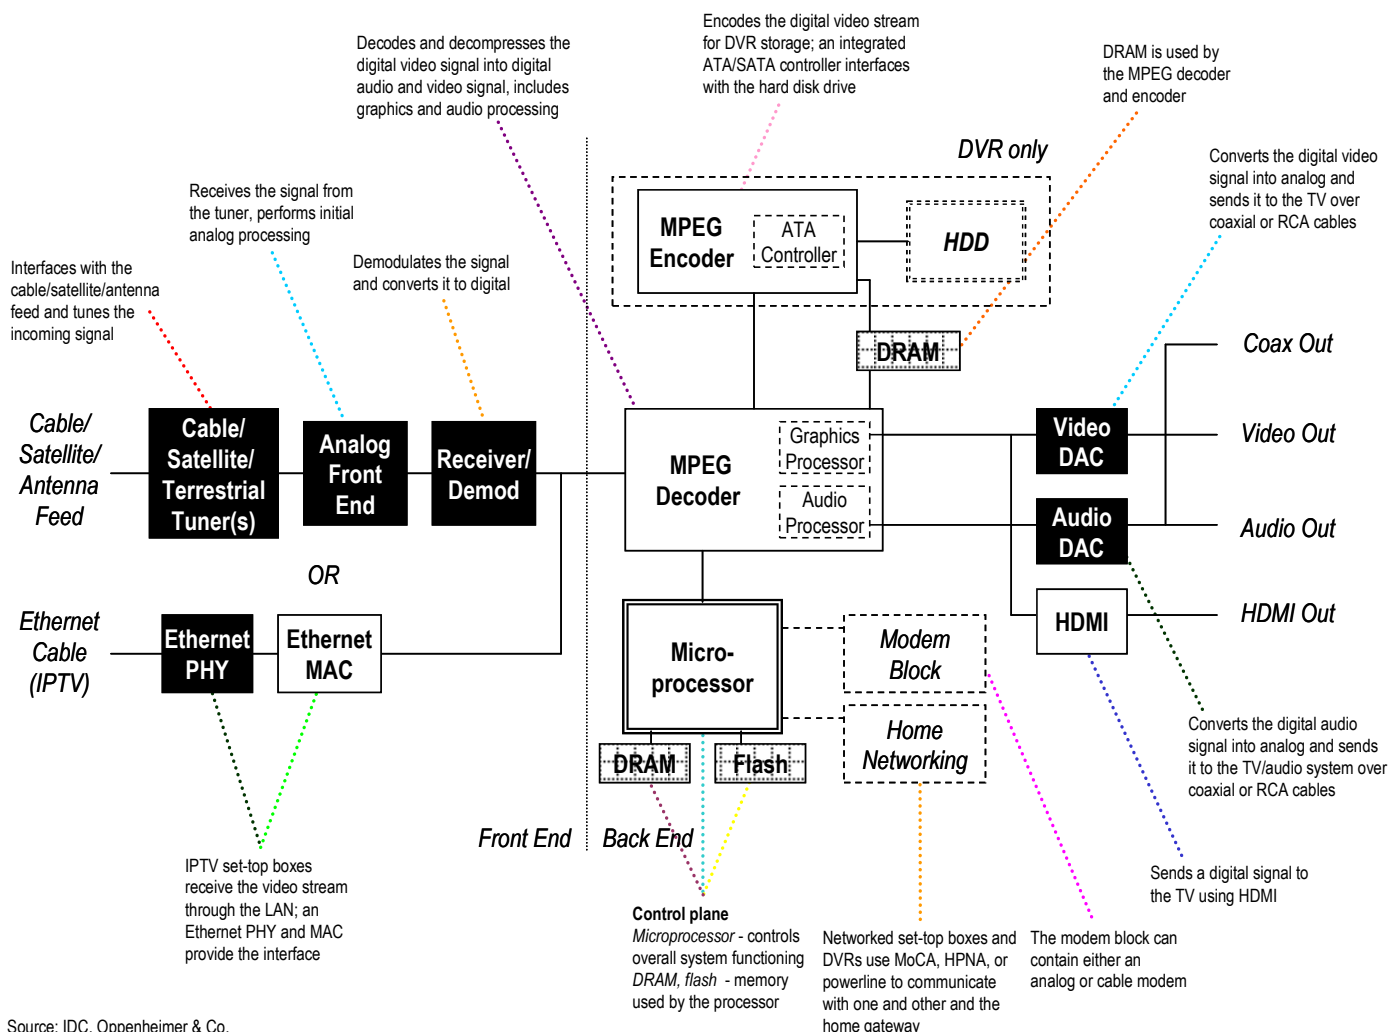 Encodes the digital video stream
for DVR storage; an integrated
ATA/SATA controller interfaces
with the hard disk drive
Decodes and decompresses the
digital video signal into digital
audio and video signal, includes
graphics and audio processing
DRAM is used by
the MPEG decoder
and encoder
DVR only
Converts the digital video
signal into analog and
sends it to the TV over
coaxial or RCA cables
Receives the signal from
the tuner, performs initial
analog processing
MPEG
Encoder
ATA
Controller
HDD
Interfaces with the
cable/satellite/antenna
feed and tunes the
incoming signal
Demodulates the signal
and converts it to digital
DRAM
Coax Out
Cable/
Satellite/
Antenna
Feed
Cable/
Satellite/
Terrestrial
Tuner(s)
Analog
Front
End
Receiver/
Demod
MPEG
Decoder
Graphics
Processor
Audio
Processor
Video
DAC
Video Out
Audio
DAC
Audio Out
OR
Ethernet
Cable
(IPTV)
Ethernet
PHY
Ethernet
MAC
Micro-
processor
Modem
Block
HDMI
HDMI Out
Home
Networking
DRAM
Flash
Converts the digital audio
signal into analog and sends
it to the TV/audio system over
coaxial or RCA cables
Front End
Back End
IPTV set-top boxes
receive the video stream
through the LAN; an
Ethernet PHY and MAC
provide the interface
Sends a digital signal to
the TV using HDMI
Control plane
Microprocessor - controls
overall system functioning
DRAM, flash - memory
used by the processor
Networked set-top boxes and
DVRs use MoCA, HPNA, or
powerline to communicate
with one and other and the
home gateway
The modem block can
contain either an
analog or cable modem
Source: IDC, Oppenheimer & Co.